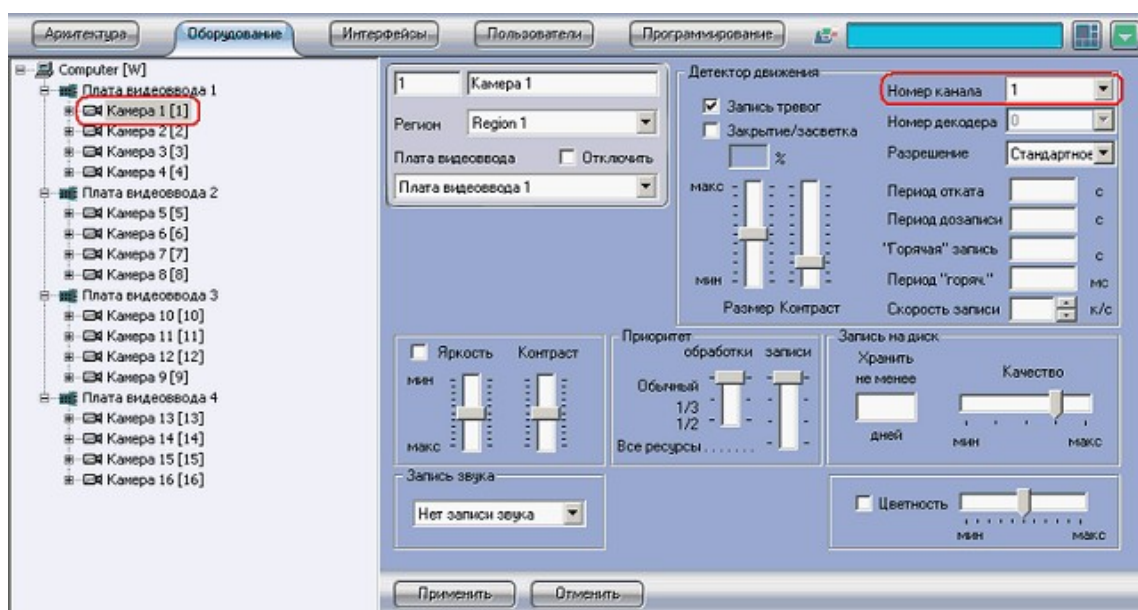 Архитектура Оборудование Интерфейсы Пользователи Программирование
Computer [W]
Плата видеоввода 1
Камера 1 [1]
Камера 2 [2]
Камера 3 [3]
Камера 4 [4]
Плата видеоввода 2
Камера 5 [5]
Камера 6 [6]
Камера 7 [7]
Камера 8 [8]
Плата видеоввода 3
Камера 10 [10]
Камера 11 [11]
Камера 12 [12]
Камера 9 [9]
Плата видеоввода 4
Камера 13 [13]
Камера 14 [14]
Камера 15 [15]
Камера 16 [16]
1 Камера 1
Регион Region 1
Плата видеоввода Отключить
Плата видеоввода 1
Детектор движения
Запись тревог
Закрытие/засветка
%
макс
мин
Размер Контраст
Номер канала 1
Номер декодера 0
Разрешение Стандартное
Период отката с
Период дозаписи с
"Горячая" запись с
Период "горяч." мс
Скорость записи к/с
Яркость Контраст
мин
макс
Приоритет
обработки записи
Обычный
1/3
1/2
Все ресурсы.......
Запись на диск
Хранить
не менее
дней
Качество
мин макс
Запись звука
Нет записи звука
Цветность
мин макс
Применить Отменить